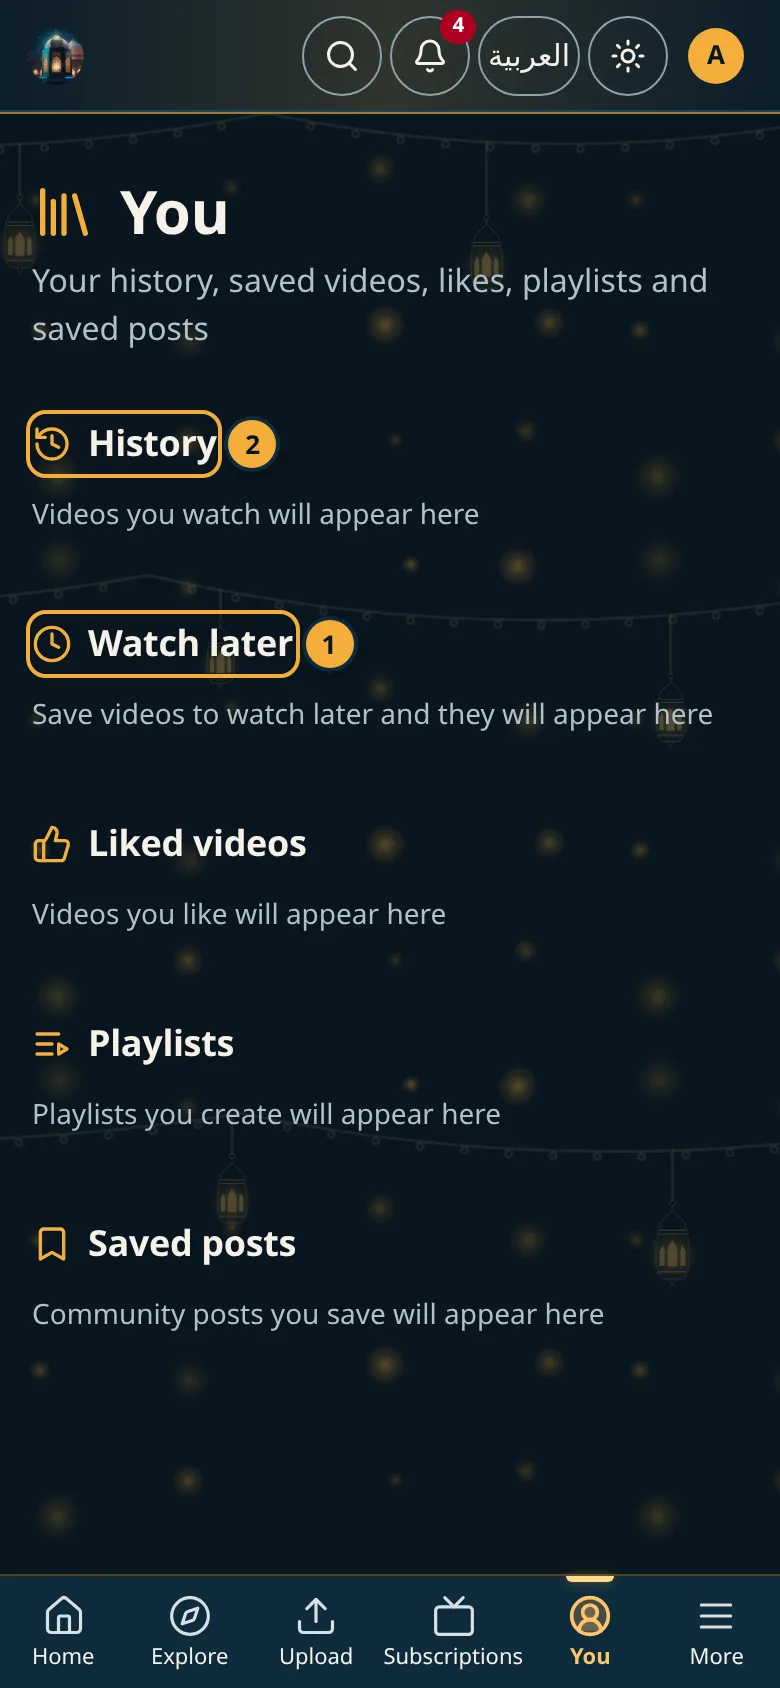 4
العربية
A
You
Your history, saved videos, likes, playlists and
saved posts
History 2
Videos you watch will appear here
Watch later 1
Save videos to watch later and they will appear here
Liked videos
Videos you like will appear here
Playlists
Playlists you create will appear here
Saved posts
Community posts you save will appear here
Home Explore Upload Subscriptions You More